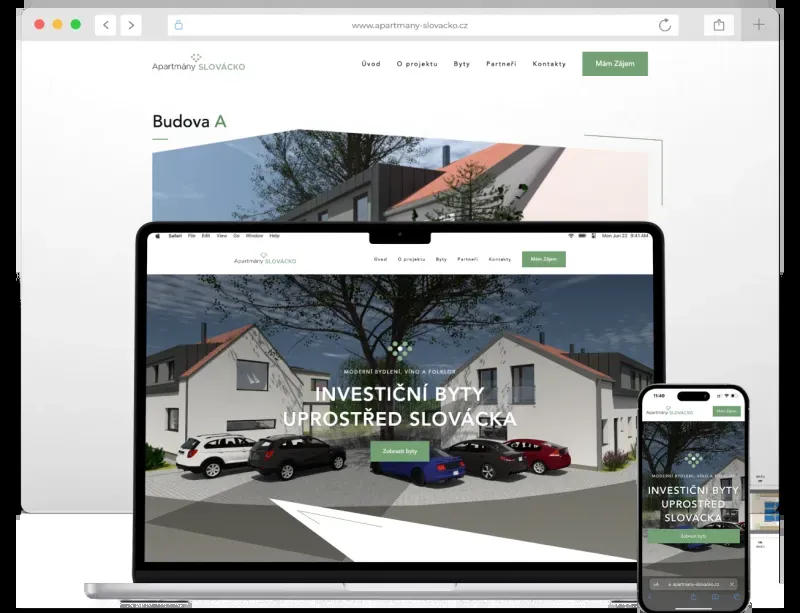 www.apartmany-slovacko.cz
Apartmány SLOVÁCKO
Úvod O projektu Byty Partneři Kontakty Mám Zájem
Budova A
Safari File Edit View Go Window Help Mon Jun 22 9:41 AM
Apartmány SLOVÁCKO
Úvod O projektu Byty Partneři Kontakty Mám Zájem
MODERNÍ BYDLENÍ, VÍNO A FOLKLOR
INVESTIČNÍ BYTY
UPROSTŘED SLOVÁCKA
Zobrazit byty
11:40
Apartmány SLOVÁCKO Mám Zájem
MODERNÍ BYDLENÍ, VÍNO A FOLKLOR
INVESTIČNÍ BYTY
UPROSTŘED
SLOVÁCKA
Zobrazit byty
apartmany-slovacko.cz